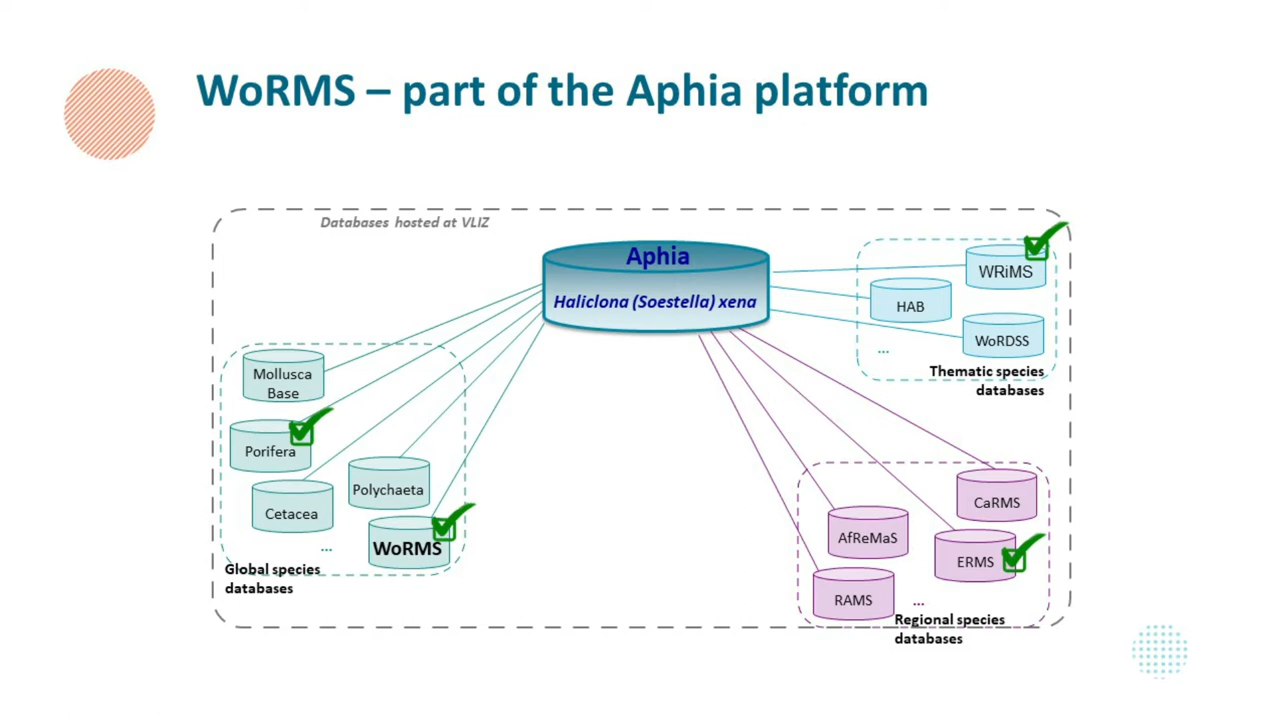 WoRMS – part of the Aphia platform
Databases hosted at VLIZ
Aphia
Haliclona (Soestella) xena
WRiMS
HAB
WoRDSS
...
Thematic species
databases
Mollusca
Base
Porifera
Polychaeta
Cetacea
...
WoRMS
Global species
databases
CaRMS
AfReMaS
ERMS
RAMS
...
Regional species
databases